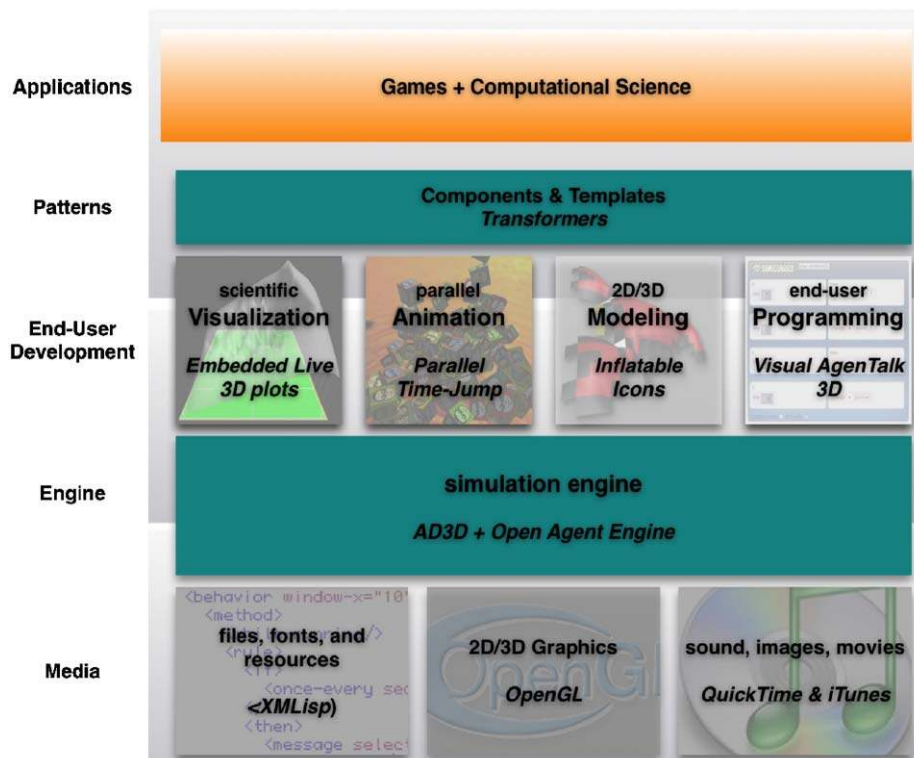 Applications
Games + Computational Science
Patterns
Components & Templates
Transformers
End-User
Development
scientific
Visualization
Embedded Live
3D plots
parallel
Animation
Parallel
Time-Jump
2D/3D
Modeling
Inflatable
Icons
end-user
Programming
Visual AgenTalk
3D
Engine
simulation engine
AD3D + Open Agent Engine
Media
<behavior window-x="10"
<method>
files, fonts, and
resources
<XMLisp)
<once-every sec
<then>
<message select
2D/3D Graphics
OpenGL
OpenGL
sound, images, movies
QuickTime & iTunes